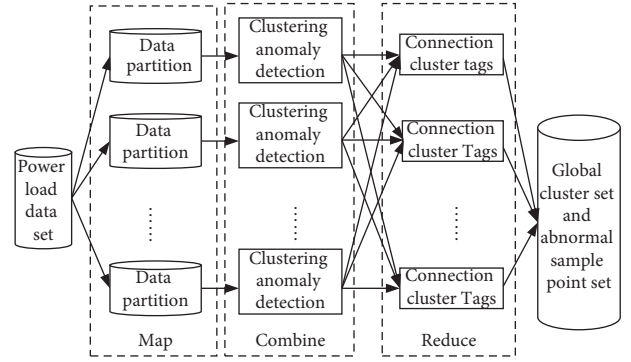 Power
load
data
set
Data
partition
Data
partition
Data
partition
Map
Clustering
anomaly
detection
Clustering
anomaly
detection
Clustering
anomaly
detection
Combine
Connection
cluster tags
Connection
cluster Tags
Connection
cluster Tags
Reduce
Global
cluster set
and
abnormal
sample
point set